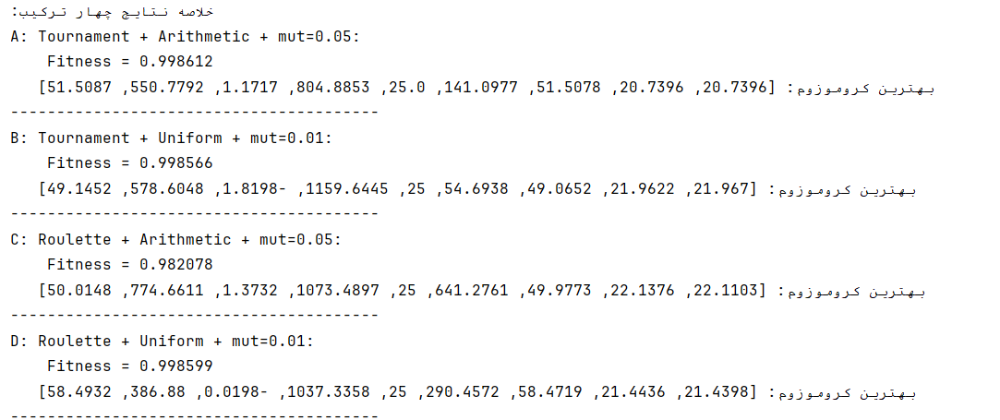 خلاصه نتایج چهار ترکیب:
A: Tournament + Arithmetic + mut=0.05:
Fitness = 0.998612
بهترین کروموزوم: [20.7396, 20.7396, 51.5078, 141.0977, 25.0, 804.8853, 1.1717, 550.7792, 51.5087]
----------------------------------------
B: Tournament + Uniform + mut=0.01:
Fitness = 0.998566
بهترین کروموزوم: [21.967, 21.9622, 49.0652, 54.6938, 25, 1159.6445, -1.8198, 578.6048, 49.1452]
----------------------------------------
C: Roulette + Arithmetic + mut=0.05:
Fitness = 0.982078
بهترین کروموزوم: [22.1103, 22.1376, 49.9773, 641.2761, 25, 1073.4897, 1.3732, 774.6611, 50.0148]
----------------------------------------
D: Roulette + Uniform + mut=0.01:
Fitness = 0.998599
بهترین کروموزوم: [21.4398, 21.4436, 58.4719, 290.4572, 25, 1037.3358, -0.0198, 386.88, 58.4932]
----------------------------------------